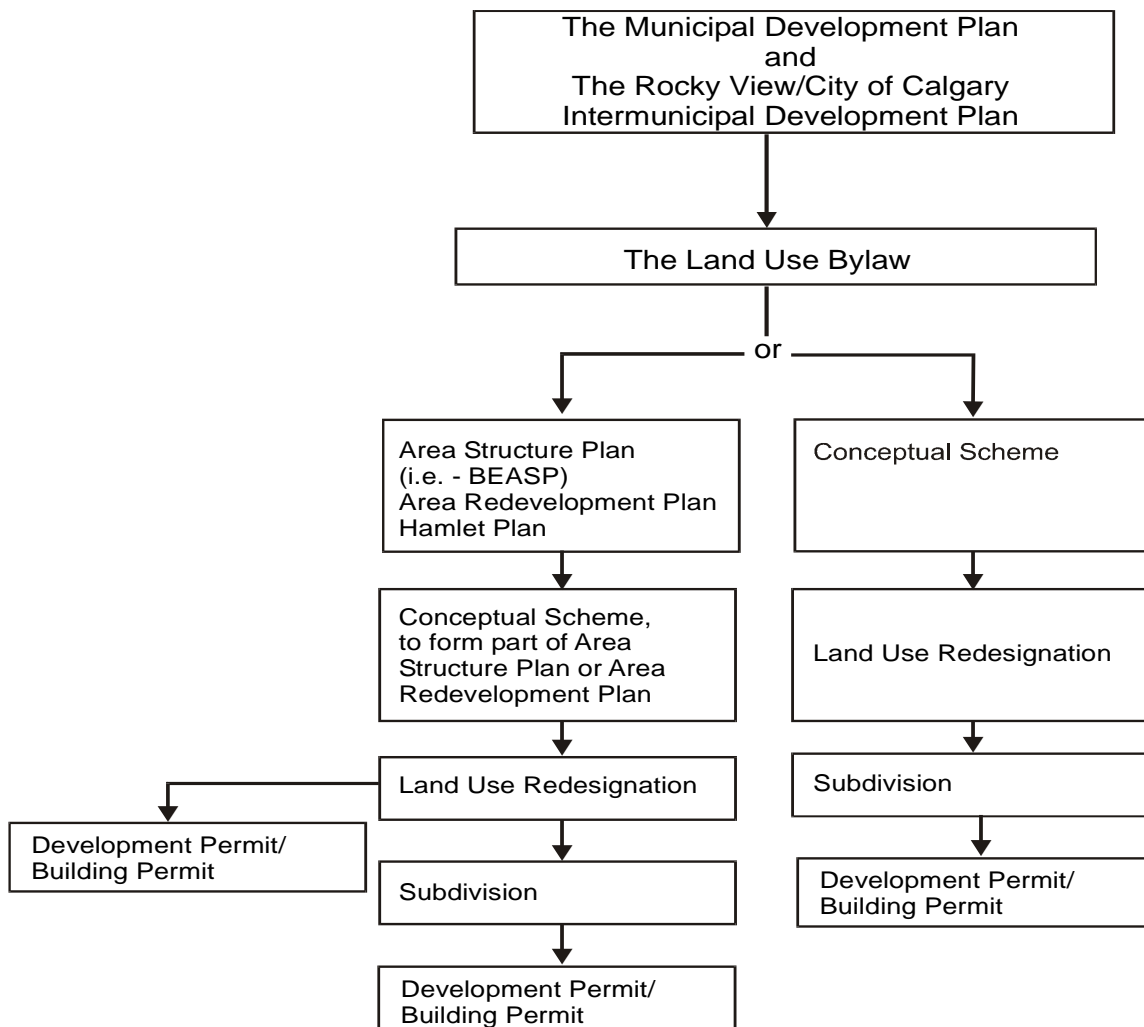 The Municipal Development Plan
and
The Rocky View/City of Calgary
Intermunicipal Development Plan
The Land Use Bylaw
or
Area Structure Plan
(i.e. - BEASP)
Area Redevelopment Plan
Hamlet Plan
Conceptual Scheme
Conceptual Scheme,
to form part of Area
Structure Plan or Area
Redevelopment Plan
Land Use Redesignation
Land Use Redesignation
Subdivision
Development Permit/
Building Permit
Subdivision
Development Permit/
Building Permit
Development Permit/
Building Permit